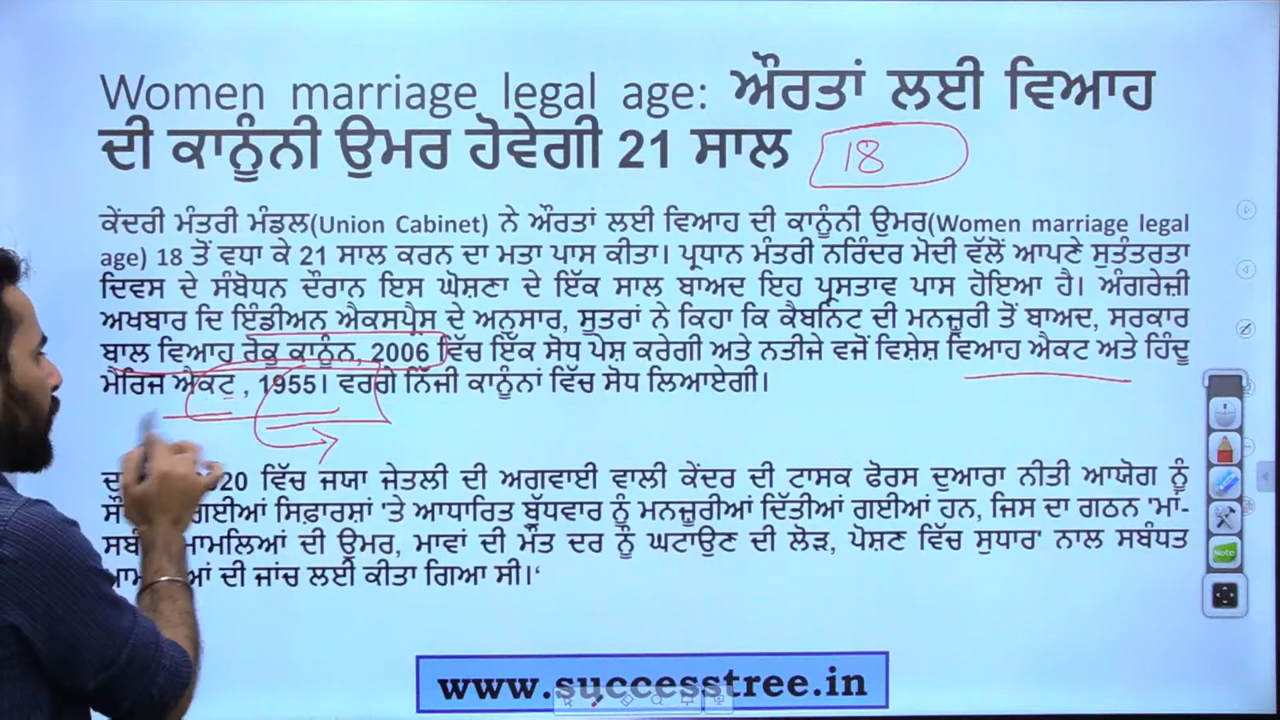 Women marriage legal age: ਔਰਤਾਂ ਲਈ ਵਿਆਹ
ਦੀ ਕਾਨੂੰਨੀ ਉਮਰ ਹੋਵੇਗੀ 21 ਸਾਲ
18
ਕੇਂਦਰੀ ਮੰਤਰੀ ਮੰਡਲ(Union Cabinet) ਨੇ ਔਰਤਾਂ ਲਈ ਵਿਆਹ ਦੀ ਕਾਨੂੰਨੀ ਉਮਰ(Women marriage legal
age) 18 ਤੋਂ ਵਧਾ ਕੇ 21 ਸਾਲ ਕਰਨ ਦਾ ਮਤਾ ਪਾਸ ਕੀਤਾ। ਪ੍ਰਧਾਨ ਮੰਤਰੀ ਨਰਿੰਦਰ ਮੋਦੀ ਵੱਲੋਂ ਆਪਣੇ ਸੁਤੰਤਰਤਾ
ਦਿਵਸ ਦੇ ਸੰਬੋਧਨ ਦੌਰਾਨ ਇਸ ਘੋਸ਼ਣਾ ਦੇ ਇੱਕ ਸਾਲ ਬਾਅਦ ਇਹ ਪ੍ਰਸਤਾਵ ਪਾਸ ਹੋਇਆ ਹੈ। ਅੰਗਰੇਜ਼ੀ
ਅਖਬਾਰ ਦਿ ਇੰਡੀਅਨ ਐਕਸਪ੍ਰੈਸ ਦੇ ਅਨੁਸਾਰ, ਸੂਤਰਾਂ ਨੇ ਕਿਹਾ ਕਿ ਕੈਬਨਿਟ ਦੀ ਮਨਜ਼ੂਰੀ ਤੋਂ ਬਾਅਦ, ਸਰਕਾਰ
ਬਾਲ ਵਿਆਹ ਰੋਕੂ ਕਾਨੂੰਨ, 2006 ਵਿੱਚ ਇੱਕ ਸੋਧ ਪੇਸ਼ ਕਰੇਗੀ ਅਤੇ ਨਤੀਜੇ ਵਜੋਂ ਵਿਸ਼ੇਸ਼ ਵਿਆਹ ਐਕਟ ਅਤੇ ਹਿੰਦੂ
ਮੈਰਿਜ ਐਕਟ , 1955। ਵਰਗੇ ਨਿੱਜੀ ਕਾਨੂੰਨਾਂ ਵਿੱਚ ਸੋਧ ਲਿਆਏਗੀ।
20 ਵਿੱਚ ਜਯਾ ਜੇਤਲੀ ਦੀ ਅਗਵਾਈ ਵਾਲੀ ਕੇਂਦਰ ਦੀ ਟਾਸਕ ਫੋਰਸ ਦੁਆਰਾ ਨੀਤੀ ਆਯੋਗ ਨੂੰ
ਗਈਆਂ ਸਿਫ਼ਾਰਸ਼ਾਂ 'ਤੇ ਆਧਾਰਿਤ ਬੁੱਧਵਾਰ ਨੂੰ ਮਨਜ਼ੂਰੀਆਂ ਦਿੱਤੀਆਂ ਗਈਆਂ ਹਨ, ਜਿਸ ਦਾ ਗਠਨ 'ਮਾਂ-
ਮਾਮਲਿਆਂ ਦੀ ਉਮਰ, ਮਾਵਾਂ ਦੀ ਮੌਤ ਦਰ ਨੂੰ ਘਟਾਉਣ ਦੀ ਲੋੜ, ਪੋਸ਼ਣ ਵਿੱਚ ਸੁਧਾਰ' ਨਾਲ ਸਬੰਧਤ
ਦੀ ਜਾਂਚ ਲਈ ਕੀਤਾ ਗਿਆ ਸੀ।‘
www.successtree.in
Note